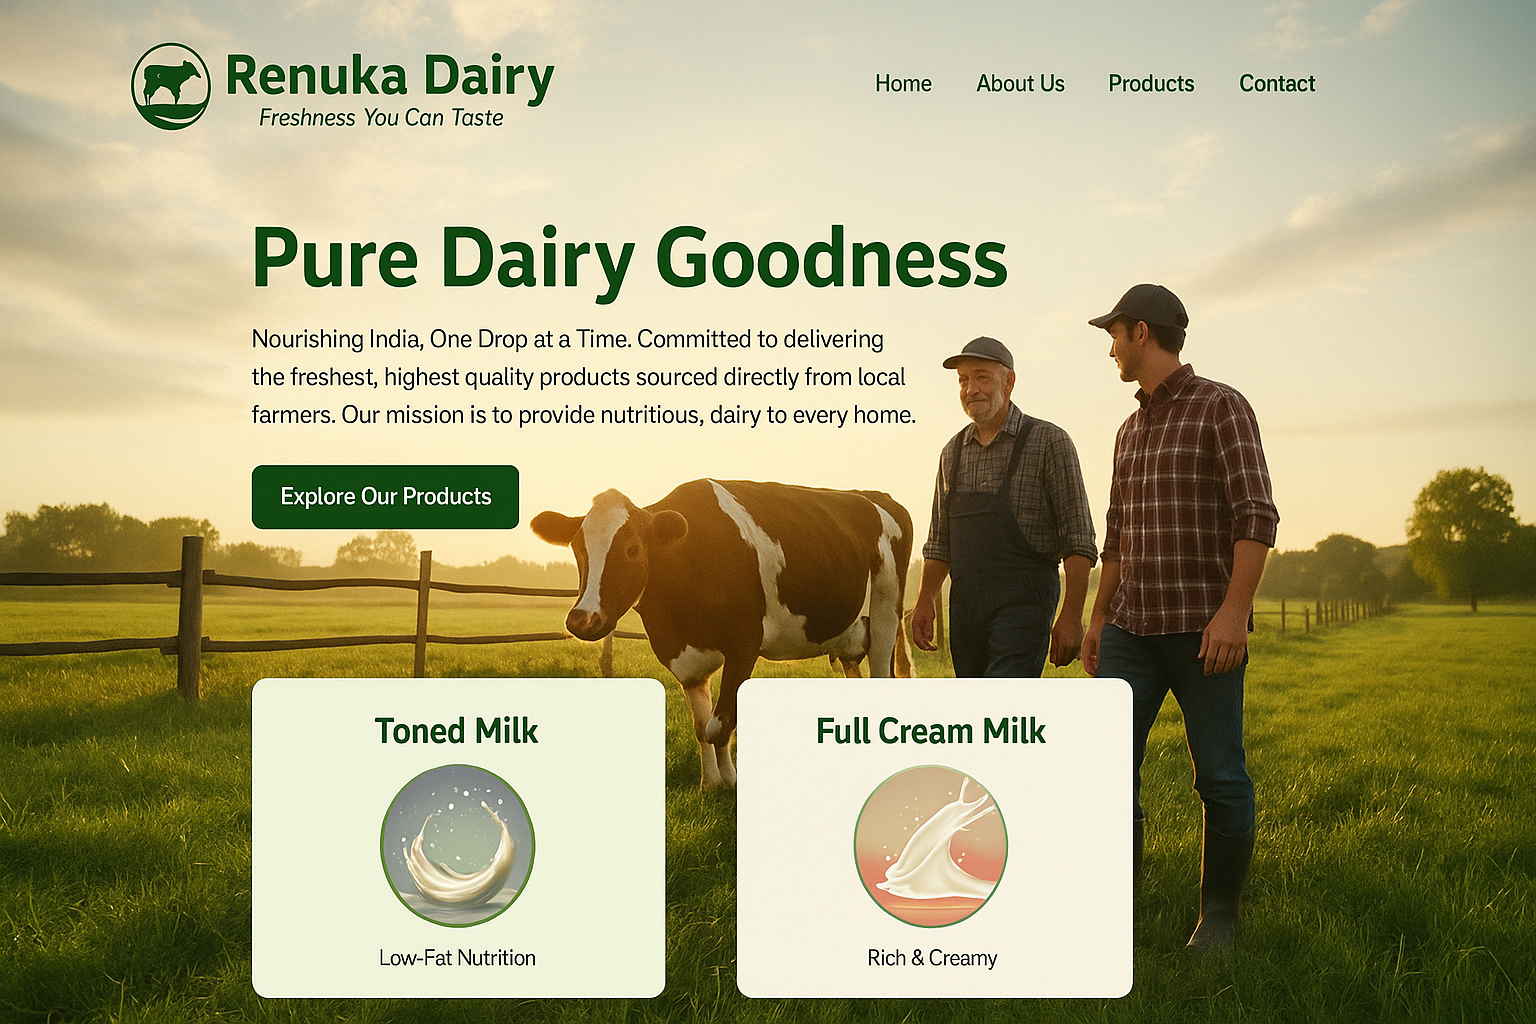 Renuka Dairy
Freshness You Can Taste
Home
About Us
Products
Contact
Pure Dairy Goodness
Nourishing India, One Drop at a Time. Committed to delivering
the freshest, highest quality products sourced directly from local
farmers. Our mission is to provide nutritious, dairy to every home.
Explore Our Products
Toned Milk
Low-Fat Nutrition
Full Cream Milk
Rich & Creamy